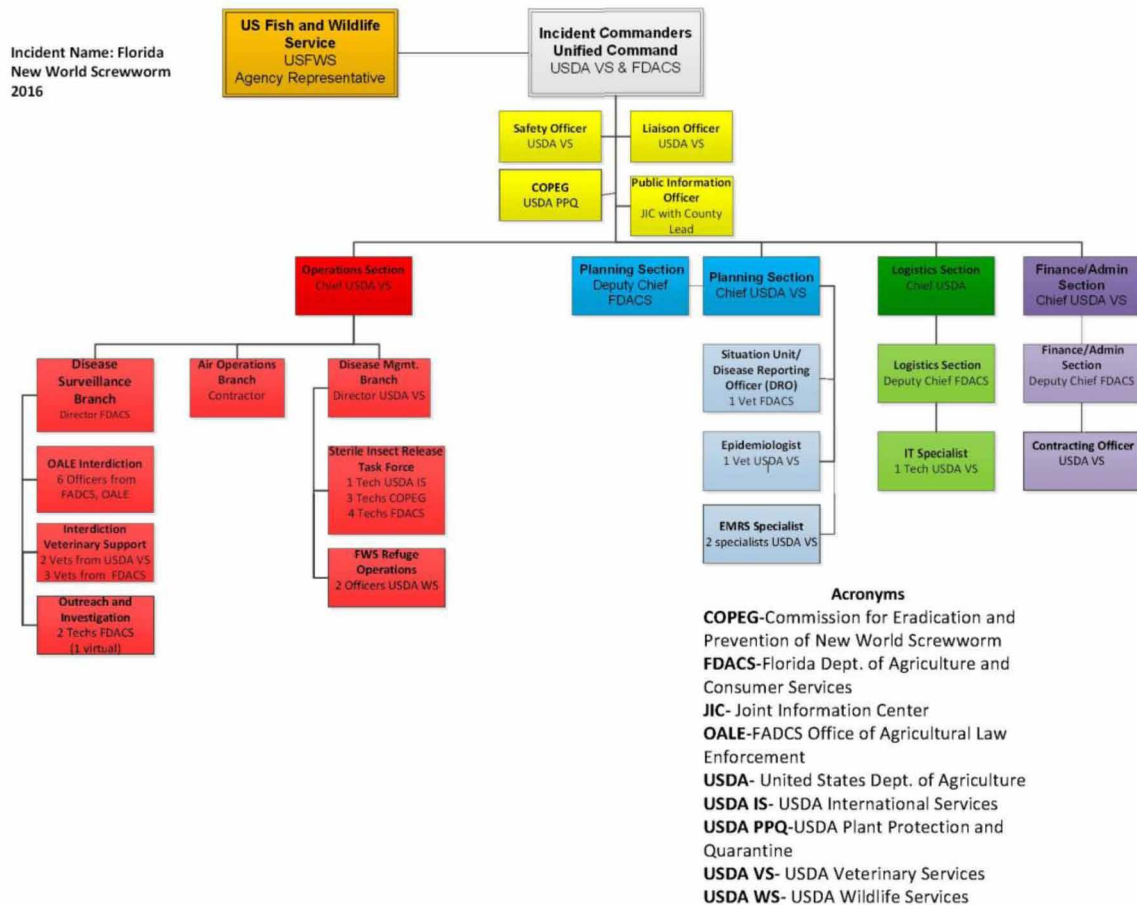 Incident Name: Florida
New World Screwworm
2016
US Fish and Wildlife
Service
USFWS
Agency Representative
Incident Commanders
Unified Command
USDA VS & FDACS
Safety Officer
USDA VS
Liaison Officer
USDA VS
COPEG
USDA PPQ
Public Information
Officer
JIC with County
Lead
Operations Section
Chief USDA VS
Planning Section
Deputy Chief
FDACS
Planning Section
Chief USDA VS
Logistics Section
Chief USDA
Finance/Admin
Section
Chief USDA VS
Disease
Surveillance
Branch
Director FDACS
Air Operations
Branch
Contractor
Disease Mgmt.
Branch
Director USDA VS
Situation Unit/
Disease Reporting
Officer (DRO)
1 Vet FDACS
Logistics Section
Deputy Chief FDACS
Finance/Admin
Section
Deputy Chief FDACS
OALE Interdiction
6 Officers from
FADCS, OALE
Sterile Insect Release
Task Force
1 Tech USDA IS
3 Techs COPEG
4 Techs FDACS
Epidemiologist
1 Vet USDA VS
IT Specialist
1 Tech USDA VS
Contracting Officer
USDA VS
Interdiction
Veterinary Support
2 Vets from USDA VS
3 Vets from FDACS
FWS Refuge
Operations
2 Officers USDA WS
EMRS Specialist
2 specialists USDA VS
Outreach and
Investigation
2 Techs FDACS
(1 virtual)
Acronyms
COPEG-Commission for Eradication and
Prevention of New World Screwworm
FDACS-Florida Dept. of Agriculture and
Consumer Services
JIC- Joint Information Center
OALE-FADCS Office of Agricultural Law
Enforcement
USDA- United States Dept. of Agriculture
USDA IS- USDA International Services
USDA PPQ-USDA Plant Protection and
Quarantine
USDA VS- USDA Veterinary Services
USDA WS- USDA Wildlife Services